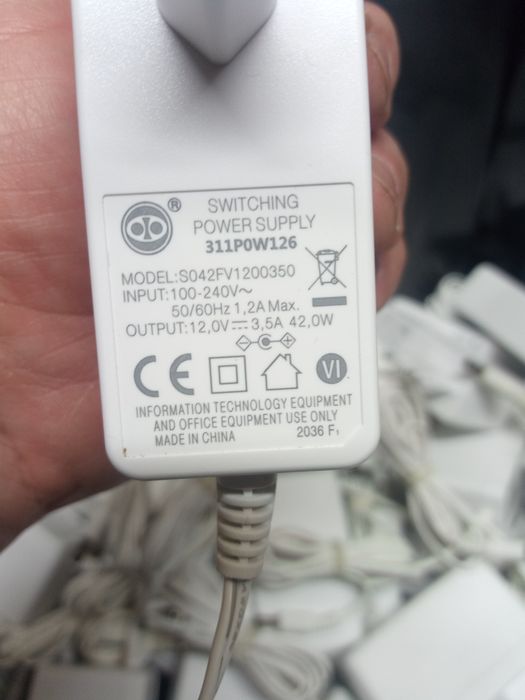 ®
SWITCHING
POWER SUPPLY
311P0W126
MODEL:S042FV1200350
INPUT:100-240V~
50/60Hz 1,2A Max.
OUTPUT:12,0V⎓3,5A 42,0W
CE
VI
INFORMATION TECHNOLOGY EQUIPMENT
AND OFFICE EQUIPMENT USE ONLY
MADE IN CHINA 2036 F₁